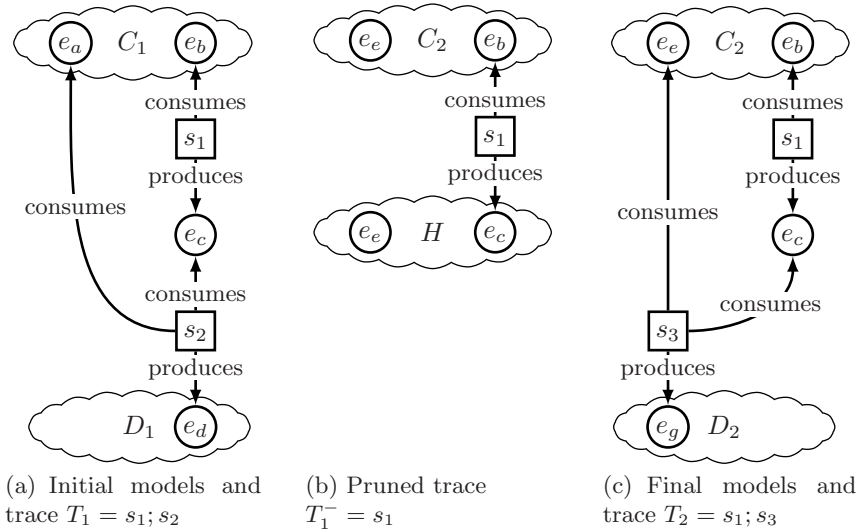 e_a C_1 e_b
consumes
s_1
produces
consumes
e_c
consumes
s_2
produces
D_1 e_d
(a) Initial models and
trace T_1 = s_1; s_2
e_e C_2 e_b
consumes
s_1
produces
e_e H e_c
(b) Pruned trace
T_1^- = s_1
e_e C_2 e_b
consumes
s_1
produces
consumes
e_c
consumes
s_3
produces
e_g D_2
(c) Final models and
trace T_2 = s_1; s_3